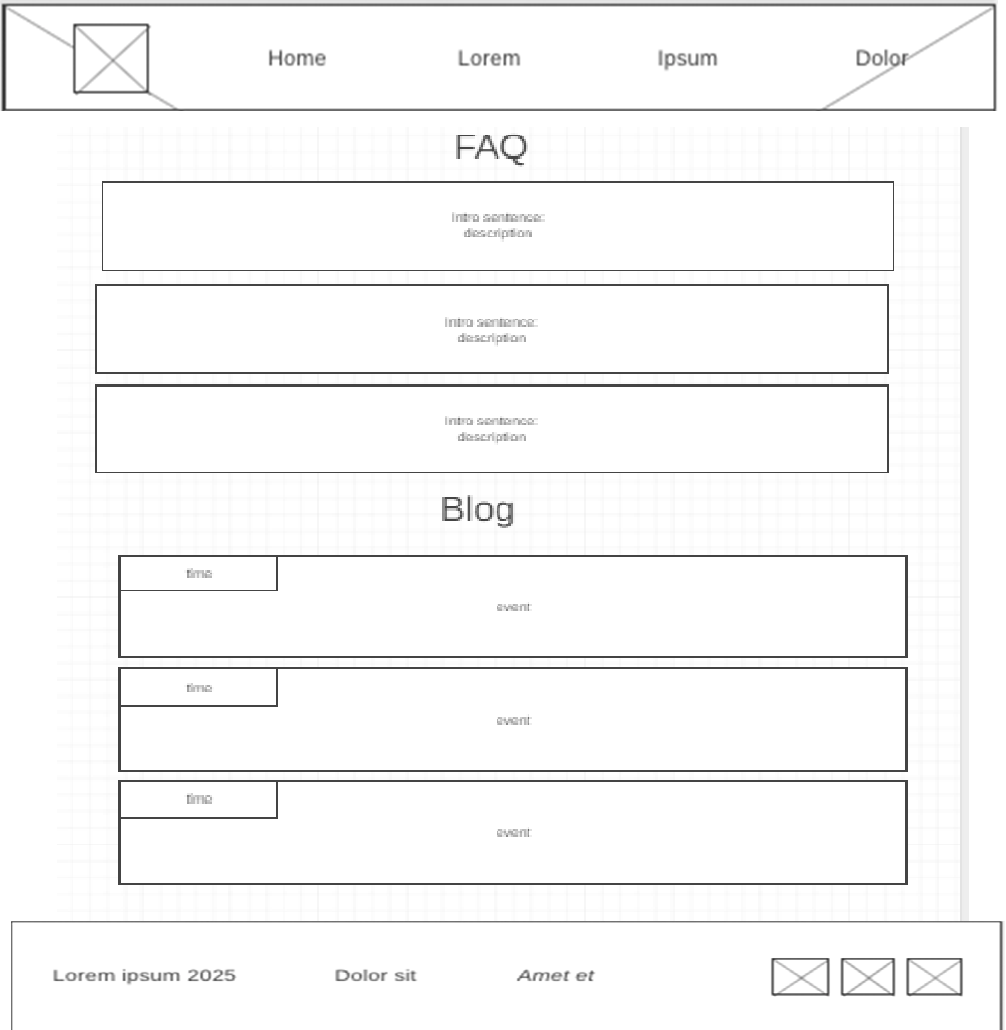 Home Lorem Ipsum Dolor
FAQ
Intro sentence:
description
Intro sentence:
description
Intro sentence:
description
Blog
time
event
time
event
time
event
Lorem ipsum 2025 Dolor sit Amet et